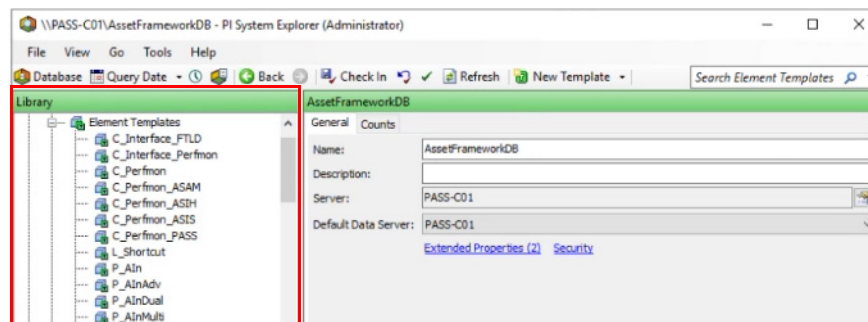 \\PASS-C01\AssetFrameworkDB - PI System Explorer (Administrator)
File View Go Tools Help
Database Query Date Back Check In Refresh New Template Search Element Templates
Library
Element Templates
C_Interface_FTLD
C_Interface_Perfmon
C_Perfmon
C_Perfmon_ASAM
C_Perfmon_ASIH
C_Perfmon_ASIS
C_Perfmon_PASS
L_Shortcut
P_AIn
P_AInAdv
P_AInDual
P_AInMulti
AssetFrameworkDB
General Counts
Name: AssetFrameworkDB
Description:
Server: PASS-C01
Default Data Server: PASS-C01
Extended Properties (2) Security